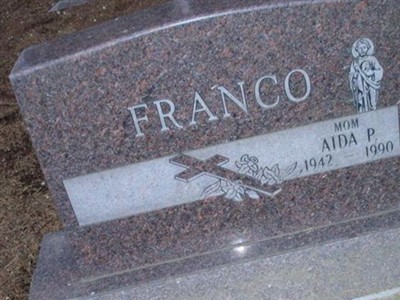 FRANCO
MOM
AIDA P.
1942 - 1990